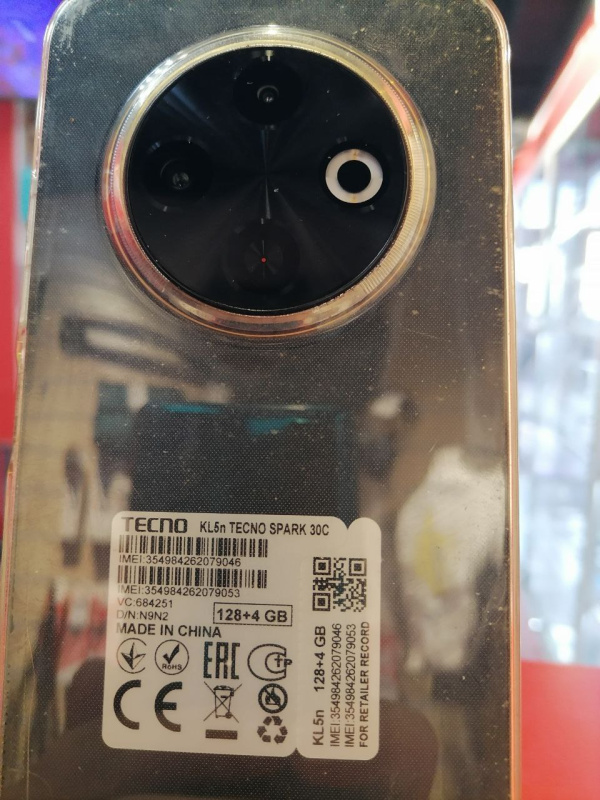 TECNO KL5n TECNO SPARK 30C
IMEI:354984262079046
IMEI:354984262079053
VC:684251
D/N:N9N2
128+4 GB
MADE IN CHINA
RoHS
EAC
CE
KL5n 128+4 GB
IMEI:354984262079046
IMEI:354984262079053
FOR RETAILER RECORD